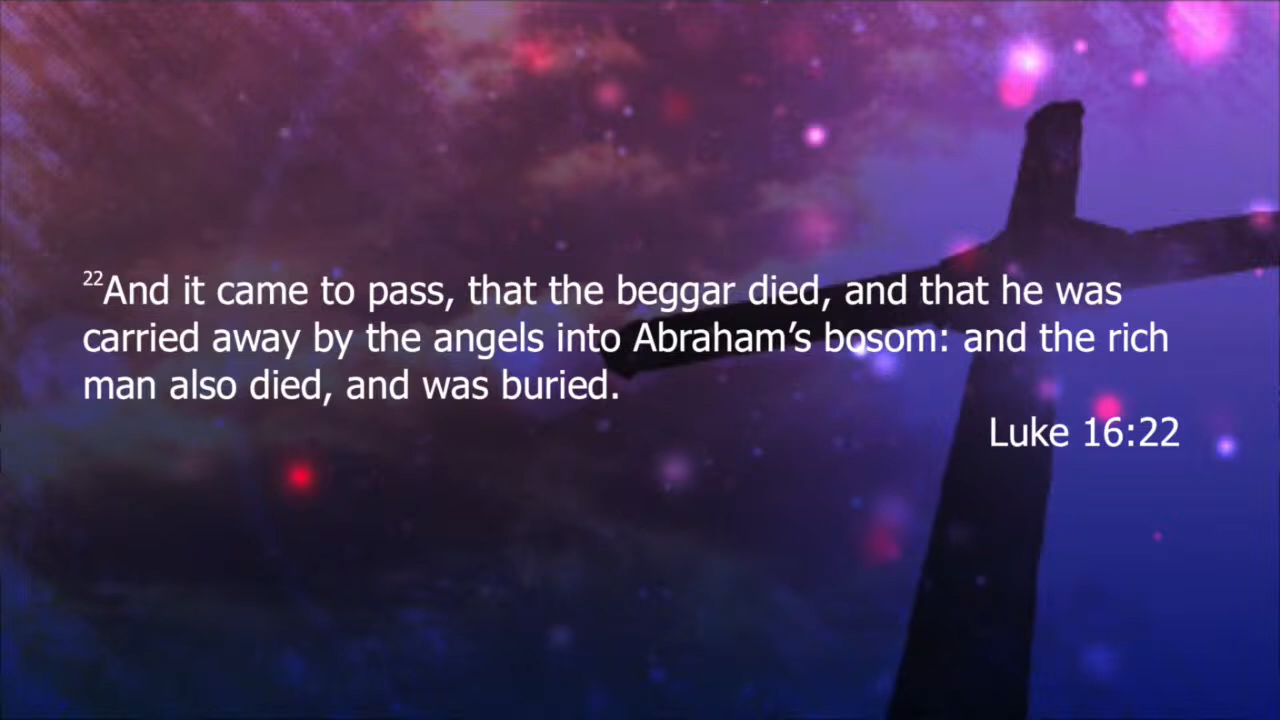 22And it came to pass, that the beggar died, and that he was
carried away by the angels into Abraham’s bosom: and the rich
man also died, and was buried.
Luke 16:22